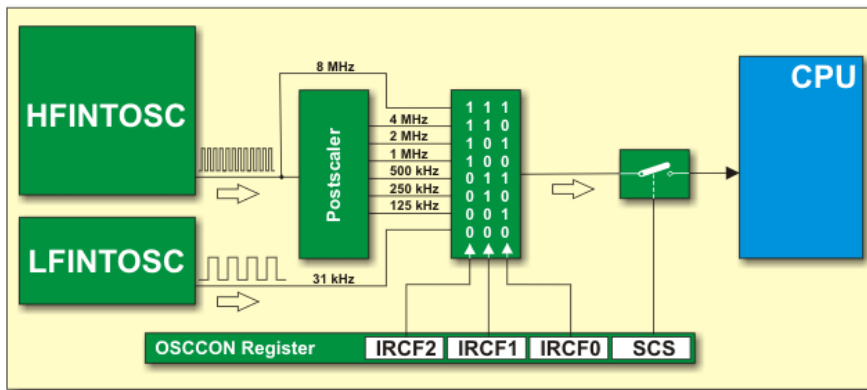 HFINTOSC
8 MHz
Postscaler
4 MHz
2 MHz
1 MHz
500 kHz
250 kHz
125 kHz
1 1 1
1 1 0
1 0 1
1 0 0
0 1 1
0 1 0
0 0 1
0 0 0
CPU
LFINTOSC
31 kHz
OSCCON Register IRCF2 IRCF1 IRCF0 SCS